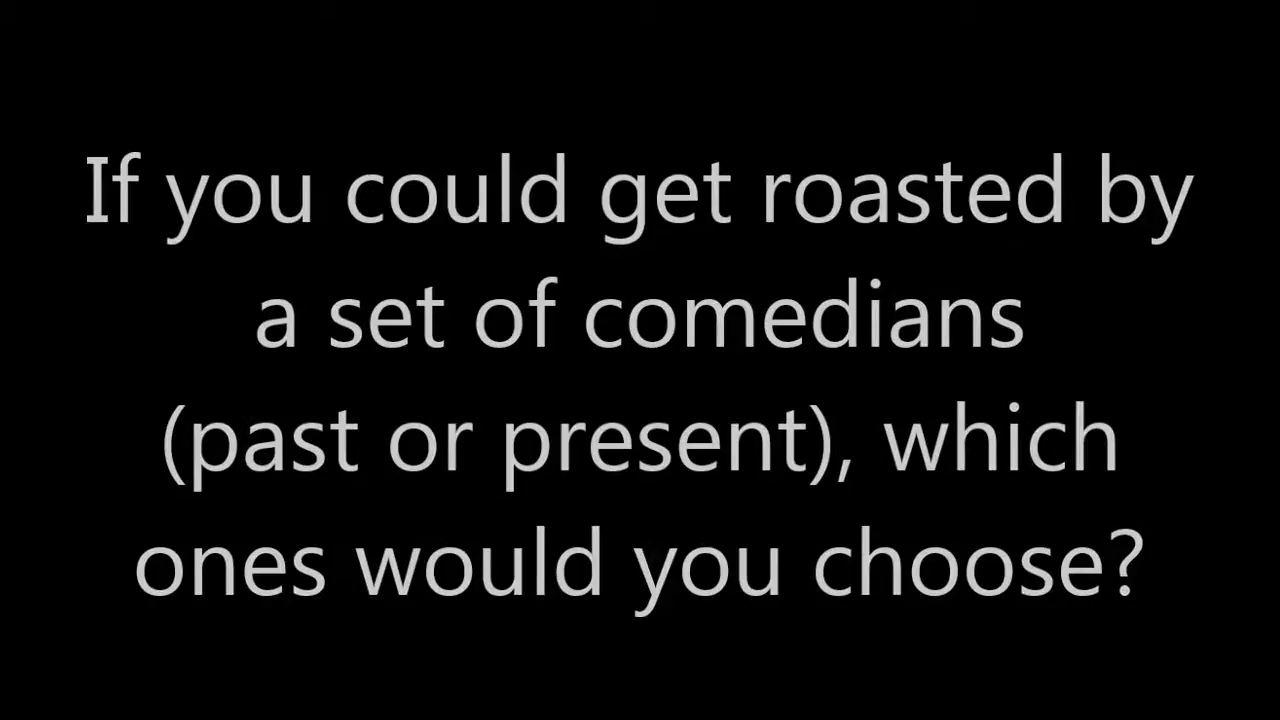 If you could get roasted by
a set of comedians
(past or present), which
ones would you choose?